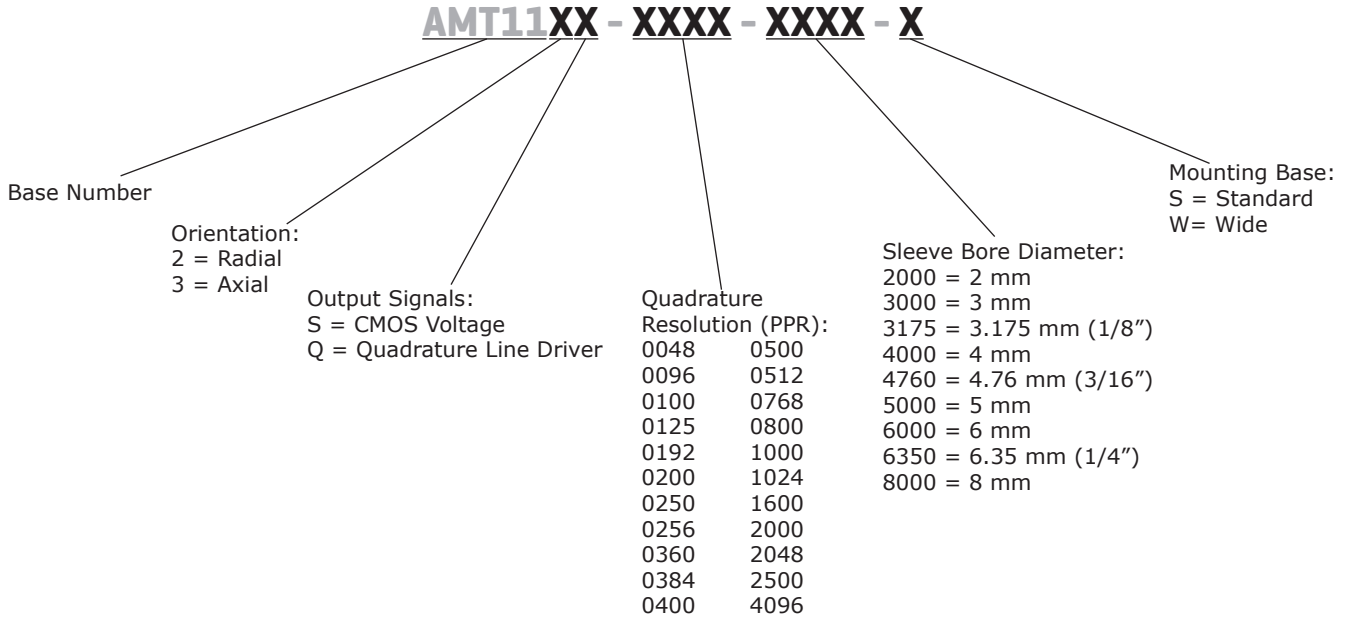 AMT11XX - XXXX - XXXX - X
Base Number
Orientation:
2 = Radial
3 = Axial
Output Signals:
S = CMOS Voltage
Q = Quadrature Line Driver
Quadrature
Resolution (PPR):
0048 0500
0096 0512
0100 0768
0125 0800
0192 1000
0200 1024
0250 1600
0256 2000
0360 2048
0384 2500
0400 4096
Sleeve Bore Diameter:
2000 = 2 mm
3000 = 3 mm
3175 = 3.175 mm (1/8”)
4000 = 4 mm
4760 = 4.76 mm (3/16”)
5000 = 5 mm
6000 = 6 mm
6350 = 6.35 mm (1/4”)
8000 = 8 mm
Mounting Base:
S = Standard
W= Wide